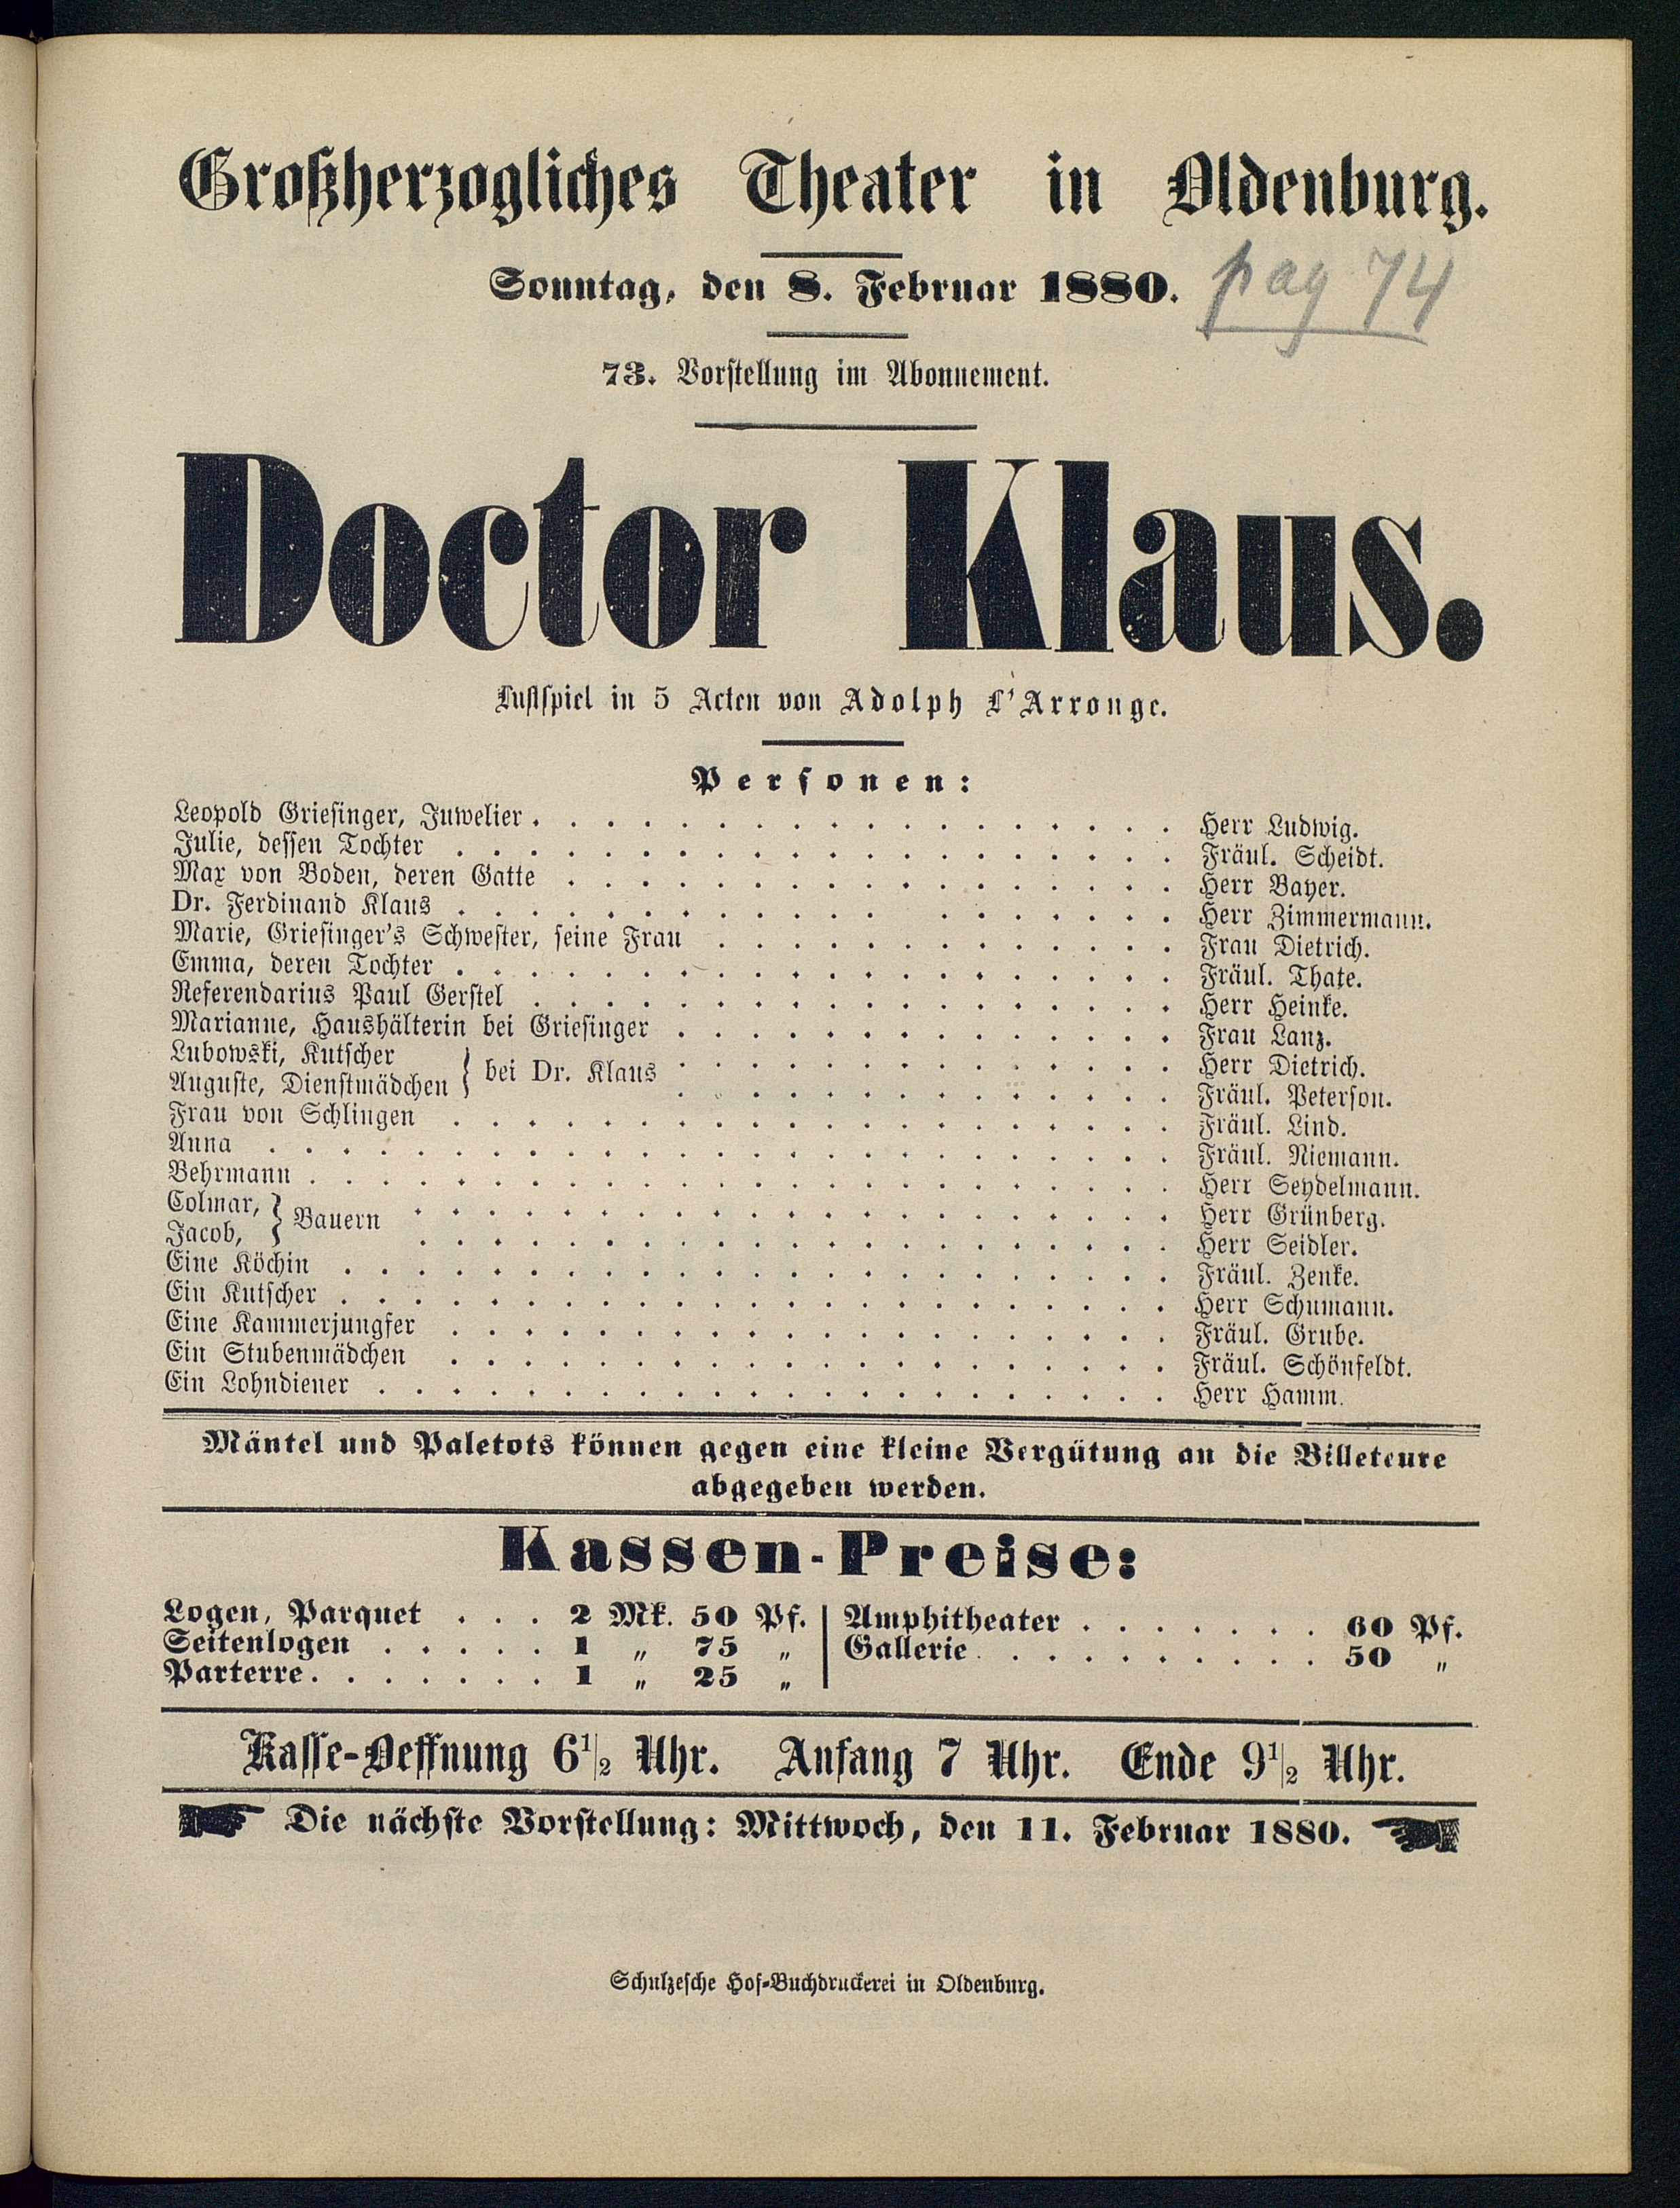 Großherzogliches Theater in Oldenburg.
Sonntag, den 8. Februar 1880.
pag 74
73. Vorstellung im Abonnement.
Doctor Klaus.
Lustspiel in 5 Acten von Adolph L'Arronge.
Personen:
Leopold Griesinger, Juwelier . . . . . . . . . . . . . . . . . . Herr Ludwig.
Julie, dessen Tochter . . . . . . . . . . . . . . . . . . . . Fräul. Scheidt.
Max von Boden, deren Gatte . . . . . . . . . . . . . . . . . Herr Bayer.
Dr. Ferdinand Klaus . . . . . . . . . . . . . . . . . . . Herr Zimmermann.
Marie, Griesinger's Schwester, seine Frau . . . . . . . . . . . . . Frau Dietrich.
Emma, deren Tochter . . . . . . . . . . . . . . . . . . . . Fräul. Thate.
Referendarius Paul Gerstel . . . . . . . . . . . . . . . . . . Herr Heinke.
Marianne, Haushälterin bei Griesinger . . . . . . . . . . . . . . Frau Lanz.
Lubowski, Kutscher } bei Dr. Klaus . . . . . . . . . . . . . . Herr Dietrich.
Auguste, Dienstmädchen } . . . . . . . . . . . . . Fräul. Peterson.
Frau von Schlingen . . . . . . . . . . . . . . . . . . . . Fräul. Lind.
Anna . . . . . . . . . . . . . . . . . . . . . . . . . Fräul. Niemann.
Behrmann . . . . . . . . . . . . . . . . . . . . . . . . Herr Seydelmann.
Colmar, } Bauern . . . . . . . . . . . . . . . . . . . . . Herr Grünberg.
Jacob, } . . . . . . . . . . . . . . . . . . . . . Herr Seidler.
Eine Köchin . . . . . . . . . . . . . . . . . . . . . . . Fräul. Zenke.
Ein Kutscher . . . . . . . . . . . . . . . . . . . . . . . Herr Schumann.
Eine Kammerjungfer . . . . . . . . . . . . . . . . . . . . Fräul. Grube.
Ein Stubenmädchen . . . . . . . . . . . . . . . . . . . . Fräul. Schönfeldt.
Ein Lohndiener . . . . . . . . . . . . . . . . . . . . . . Herr Hamm.
Mäntel und Paletots können gegen eine kleine Vergütung an die Billeteure
abgegeben werden.
Kassen-Preise:
Logen, Parquet . . . 2 Mk. 50 Pf.
Seitenlogen . . . . . 1 „ 75 „
Parterre . . . . . . . 1 „ 25 „
Amphitheater . . . . . . . 60 Pf.
Gallerie . . . . . . . . . . 50 „
Kasse-Oeffnung 6½ Uhr. Anfang 7 Uhr. Ende 9½ Uhr.
Die nächste Vorstellung: Mittwoch, den 11. Februar 1880.
Schulzesche Hof-Buchdruckerei in Oldenburg.